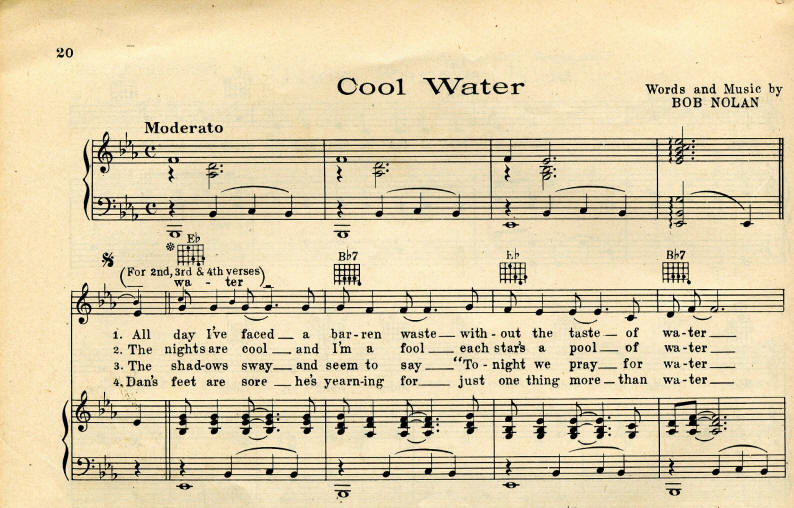 20
Cool Water
Words and Music by
BOB NOLAN
Moderato
E♭
B♭7
E♭
B♭7
(For 2nd, 3rd & 4th verses)
wa - ter
1. All day I've faced a bar-ren waste with-out the taste of wa-ter
2. The nights are cool and I'm a fool each star's a pool of wa-ter
3. The shad-ows sway and seem to say "To-night we pray for wa-ter
4. Dan's feet are sore he's yearn-ing for just one thing more than wa-ter